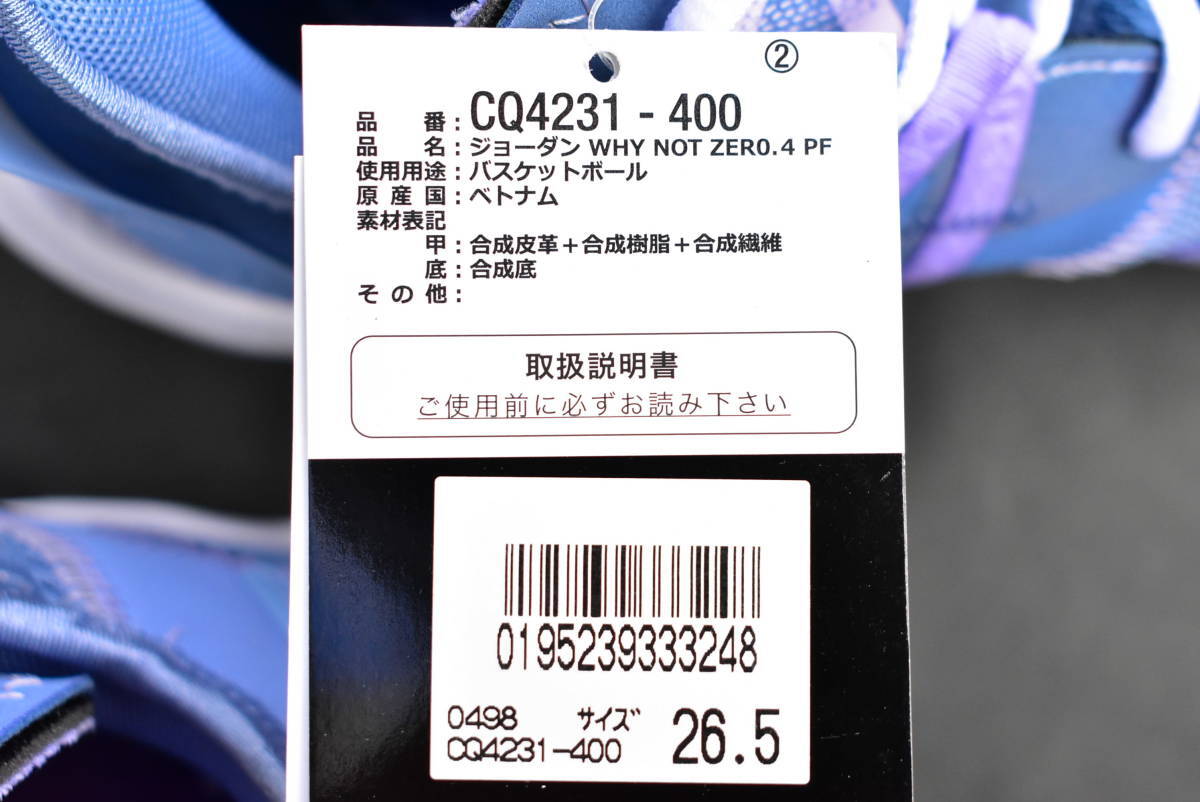 ②
品　番：CQ4231 - 400
品　名：ジョーダン WHY NOT ZER0.4 PF
使用用途：バスケットボール
原 産 国：ベトナム
素材表記
甲：合成皮革＋合成樹脂＋合成繊維
底：合成底
そ の 他：
取扱説明書
ご使用前に必ずお読み下さい
0195239333248
0498　サイズ
CQ4231-400　26.5